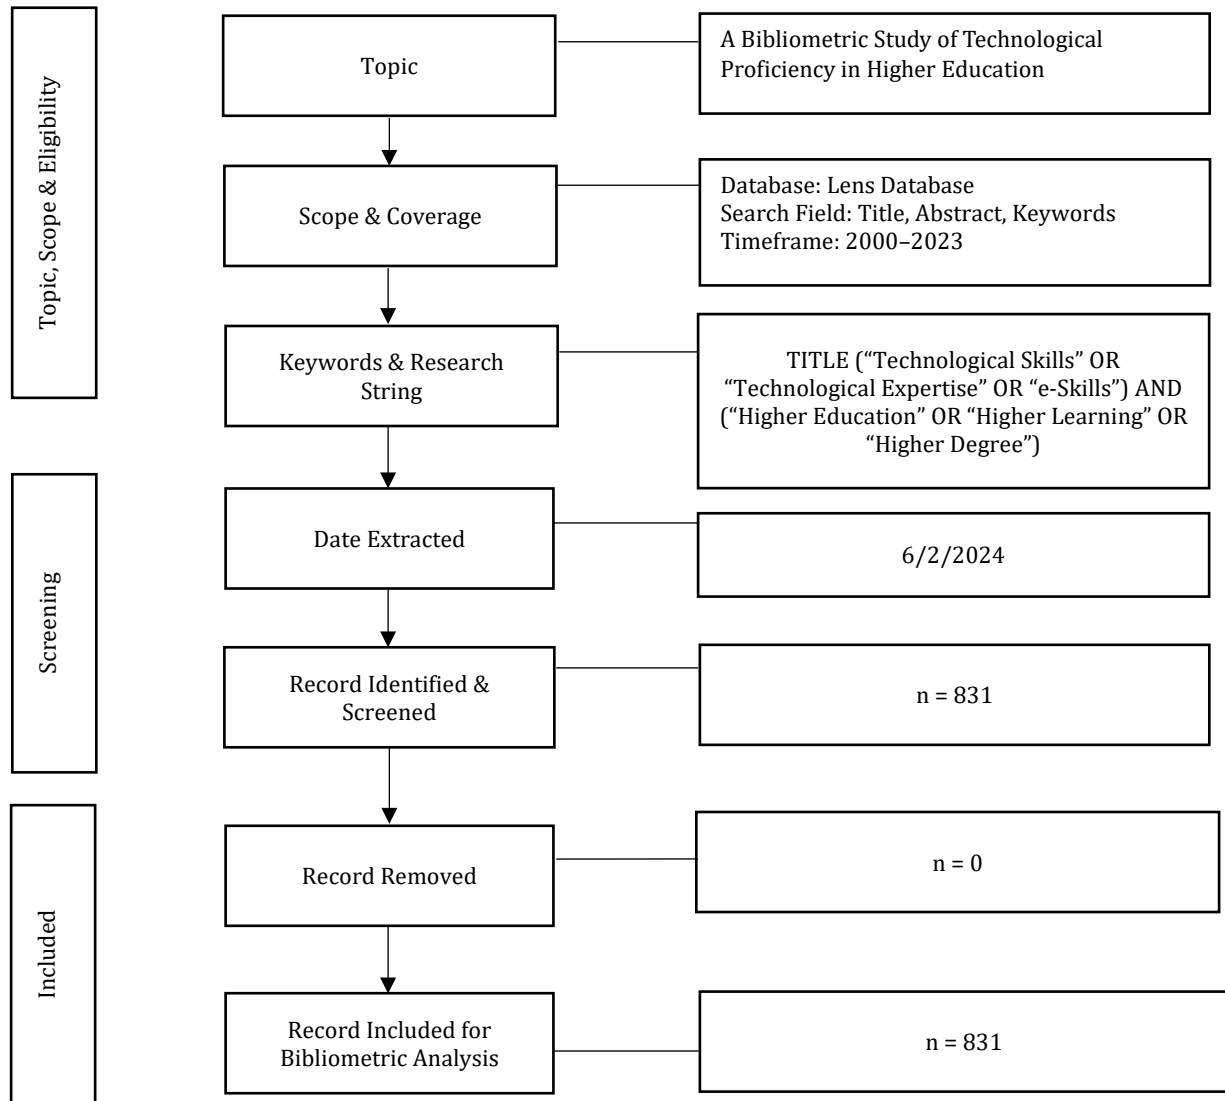 Topic, Scope & Eligibility
Topic
A Bibliometric Study of Technological
Proficiency in Higher Education
Scope & Coverage
Database: Lens Database
Search Field: Title, Abstract, Keywords
Timeframe: 2000–2023
Keywords & Research
String
TITLE (“Technological Skills” OR
“Technological Expertise” OR “e-Skills”) AND
(“Higher Education” OR “Higher Learning” OR
“Higher Degree”)
Screening
Date Extracted
6/2/2024
Record Identified &
Screened
n = 831
Included
Record Removed
n = 0
Record Included for
Bibliometric Analysis
n = 831